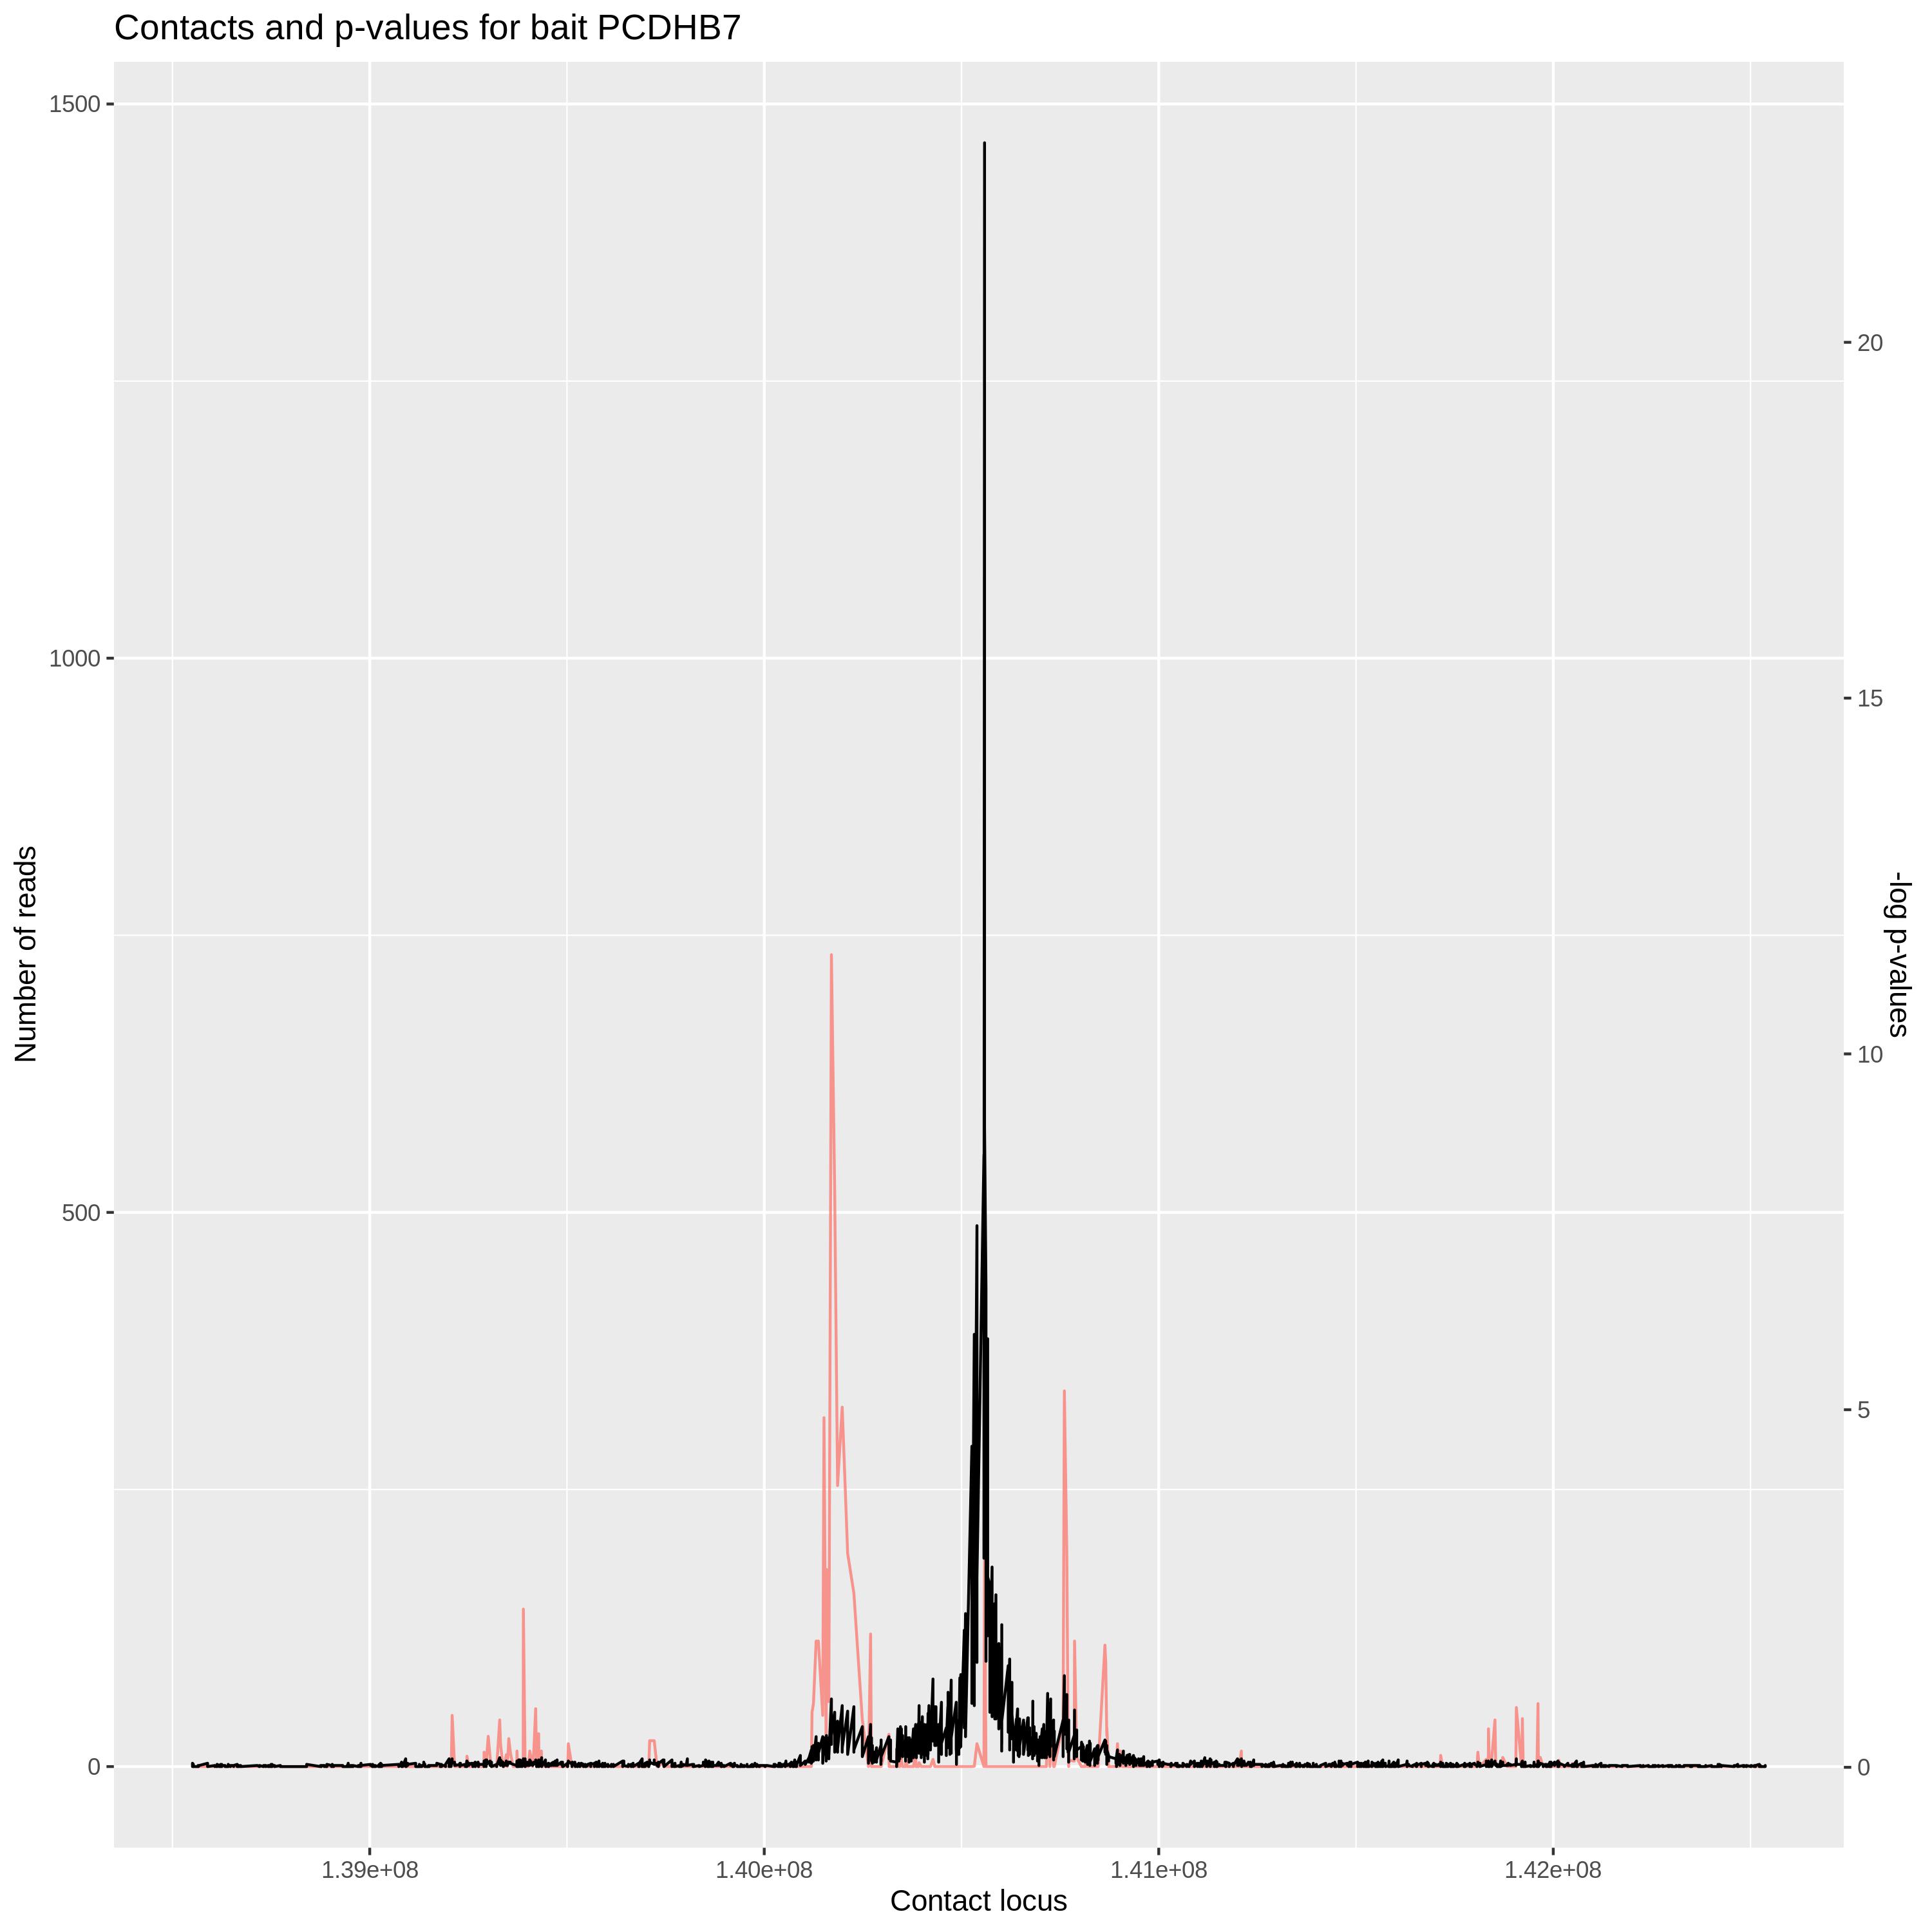 Contacts and p-values for bait PCDHB7
1500
1000
500
0
Number of reads
20
15
10
5
0
-log p-values
1.39e+08
1.40e+08
1.41e+08
1.42e+08
Contact locus